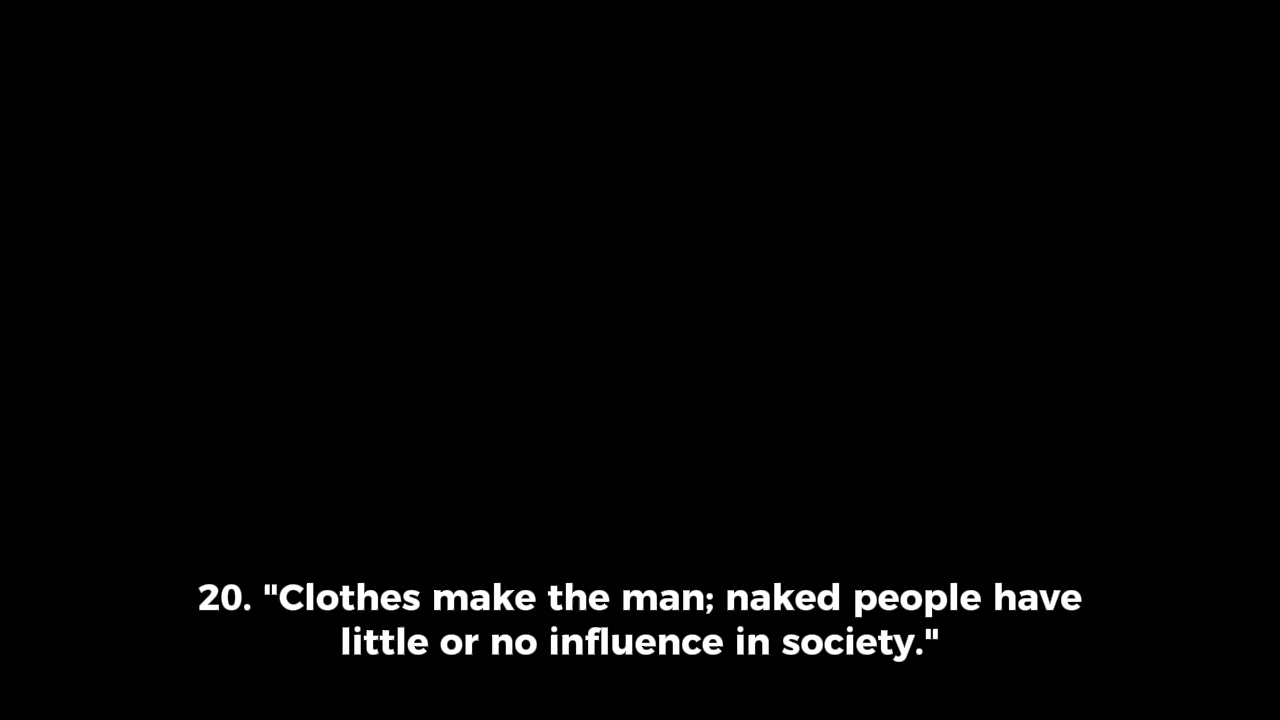 20. "Clothes make the man; naked people have
little or no influence in society."